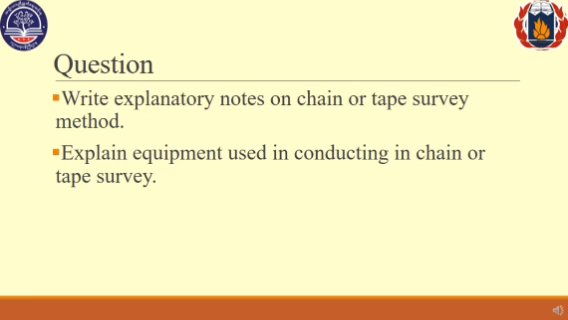 Question
▪Write explanatory notes on chain or tape survey
method.
▪Explain equipment used in conducting in chain or
tape survey.